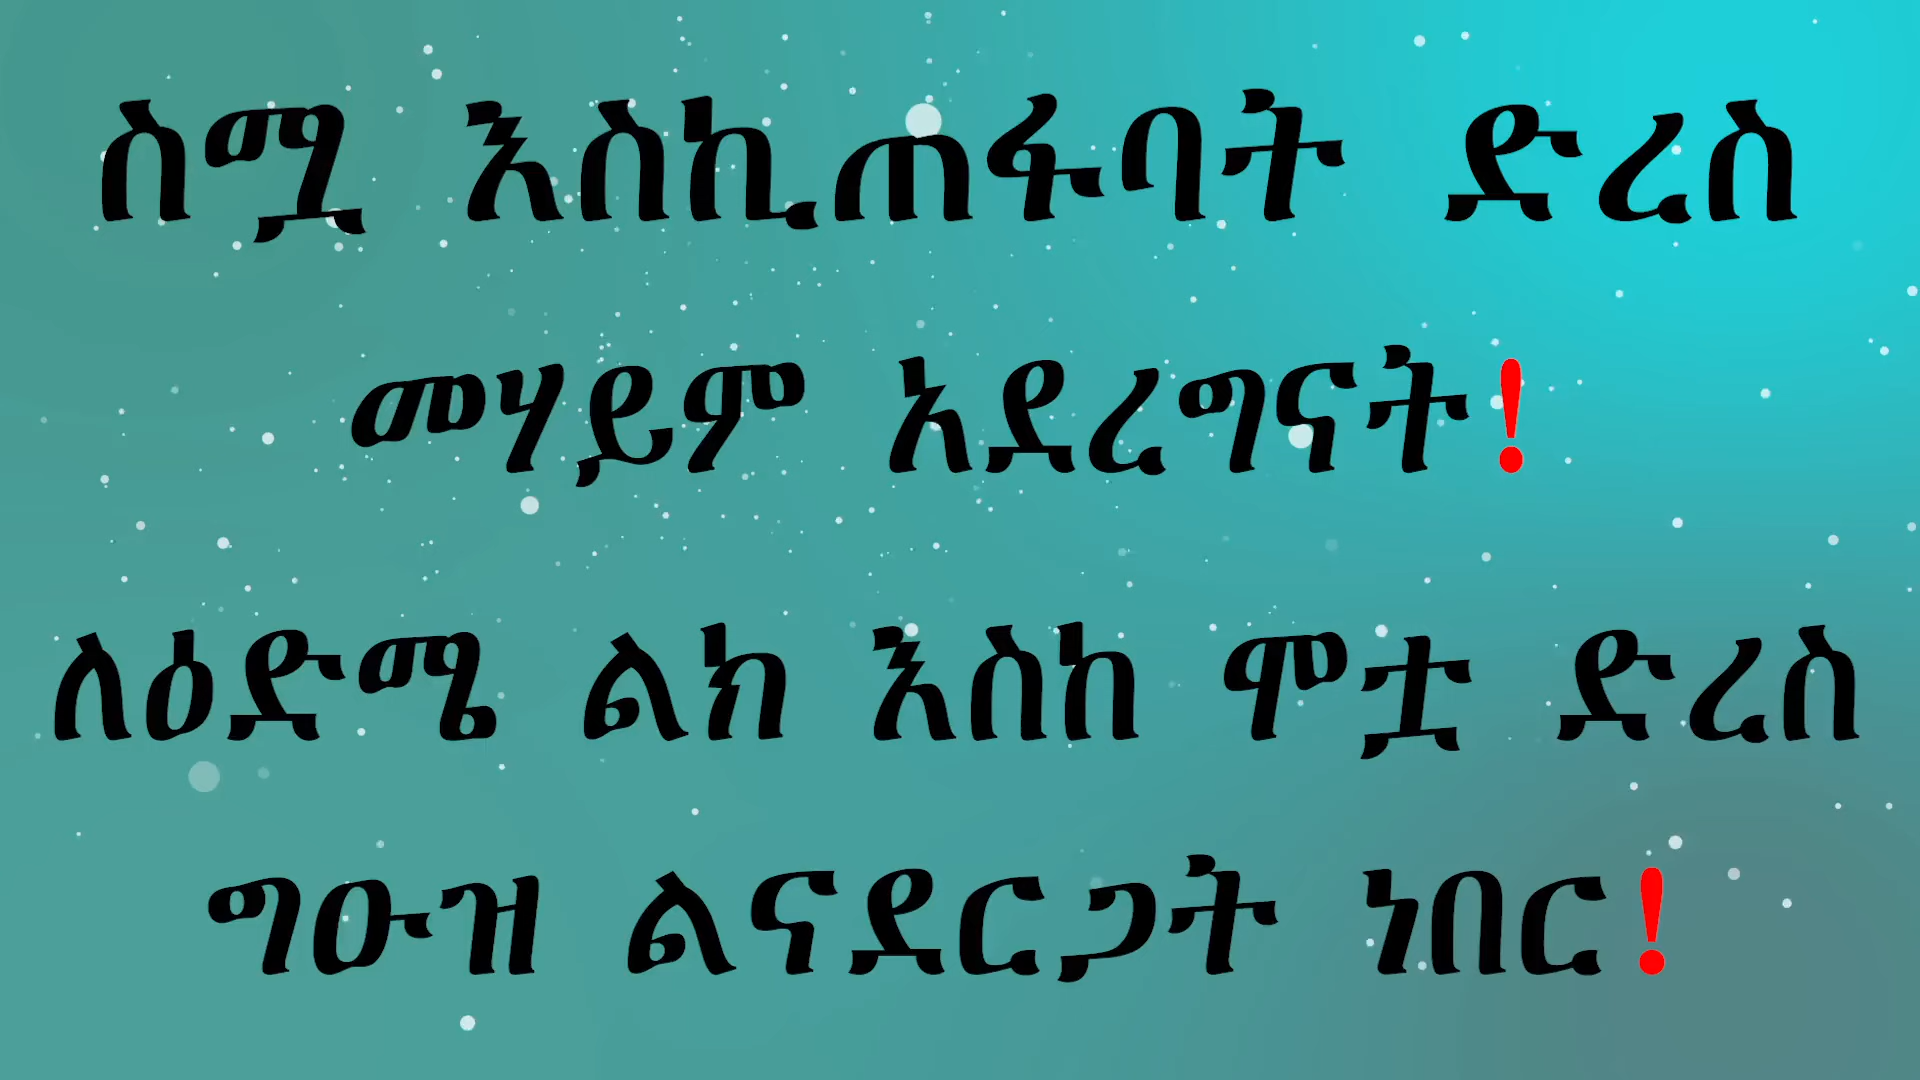 ስሟ እስኪጠፋባት ድረስ
መሃይም አደረግናት❗
ለዕድሜ ልክ እስከ ሞቷ ድረስ
ግዑዝ ልናደርጋት ነበር❗